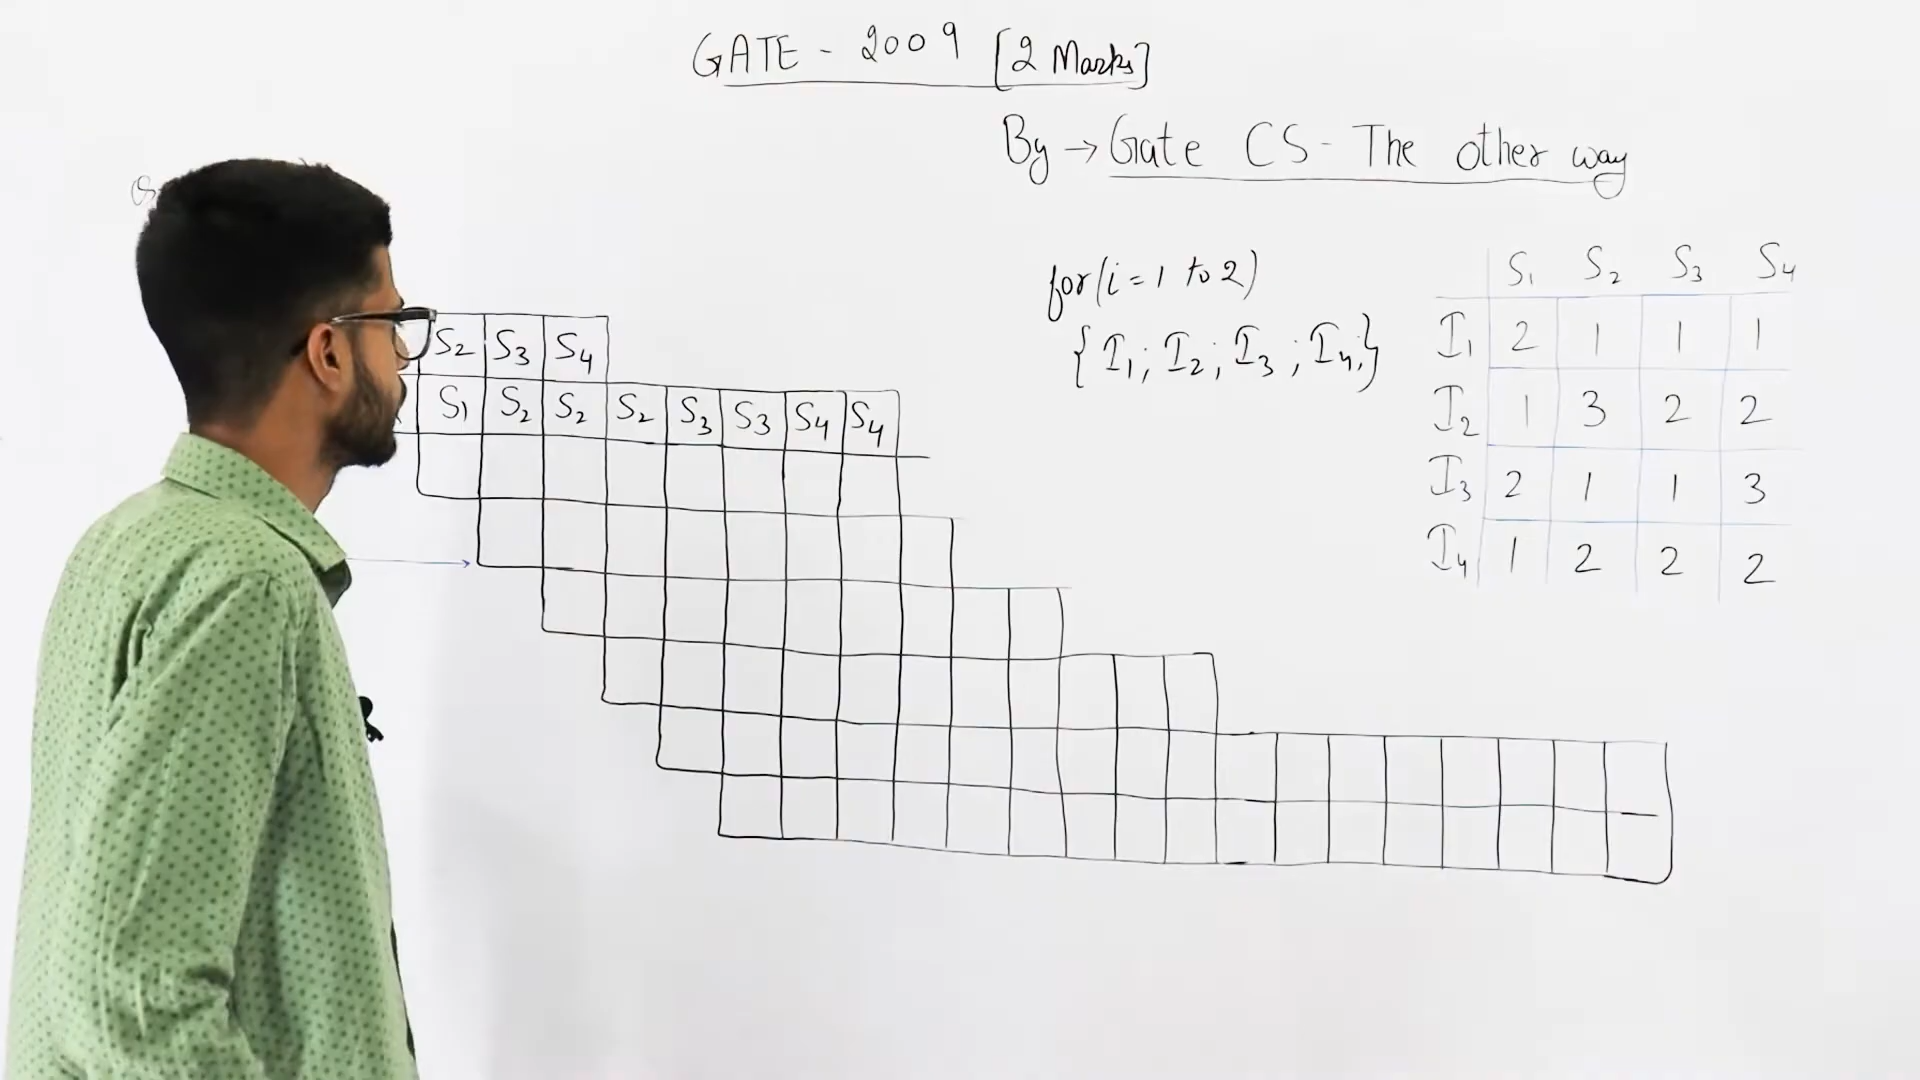 GATE - 2009 [2 Marks]
By → Gate CS - The other way
for(i = 1 to 2)
{ I1; I2; I3; I4; }
S1 S2 S3 S4
I1 2 1 1 1
I2 1 3 2 2
I3 2 1 1 3
I4 1 2 2 2
S2 S3 S4
S1 S2 S2 S2 S3 S3 S4 S4